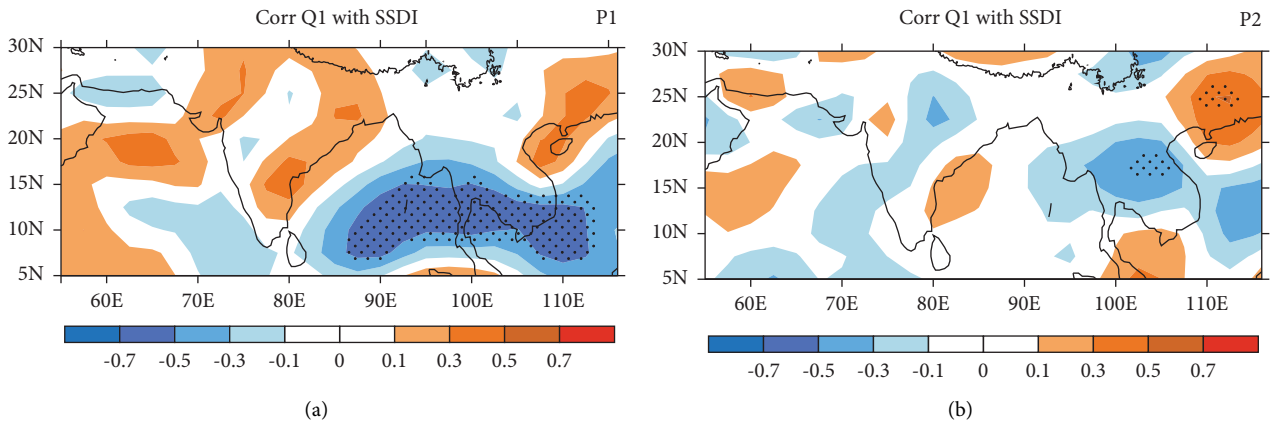 Corr Q1 with SSDI P1
30N
25N
20N
15N
10N
5N
60E 70E 80E 90E 100E 110E
-0.7 -0.5 -0.3 -0.1 0 0.1 0.3 0.5 0.7
(a)
Corr Q1 with SSDI P2
30N
25N
20N
15N
10N
5N
60E 70E 80E 90E 100E 110E
-0.7 -0.5 -0.3 -0.1 0 0.1 0.3 0.5 0.7
(b)